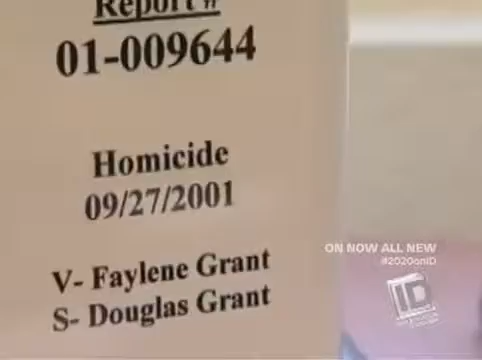 Report #
01-009644
Homicide
09/27/2001
V- Faylene Grant
S- Douglas Grant
ON NOW ALL NEW
#2020onID
ID